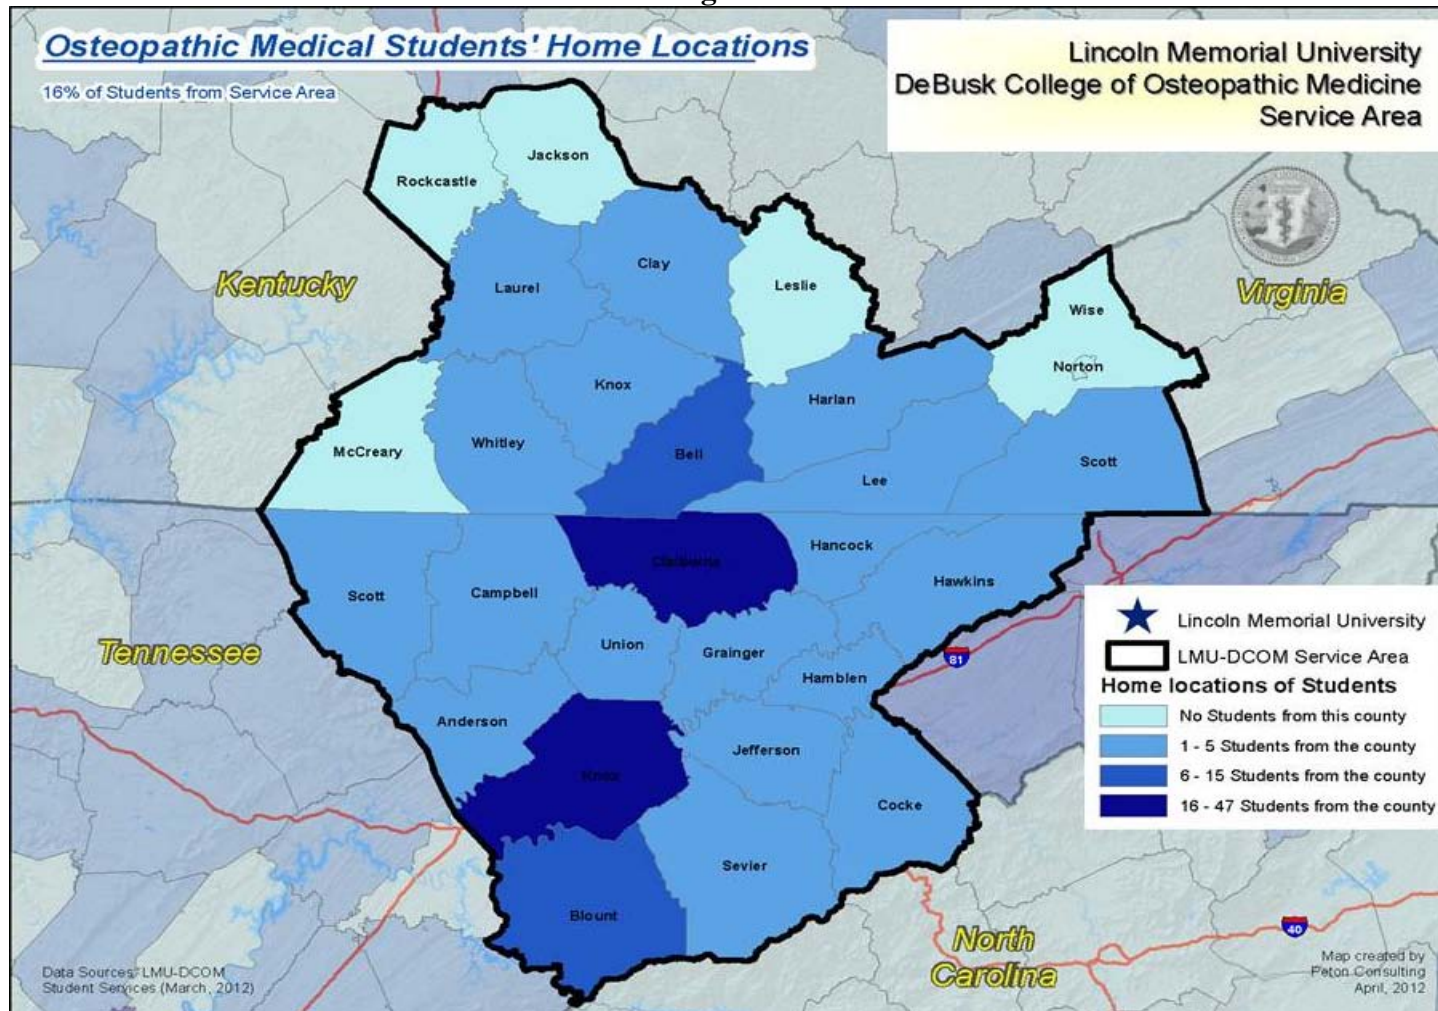 Osteopathic Medical Students' Home Locations
16% of Students from Service Area
Lincoln Memorial University
DeBusk College of Osteopathic Medicine
Service Area
Jackson
Rockcastle
Clay
Laurel
Leslie
Kentucky
Virginia
Wise
Norton
Knox
Harlan
McCreary
Whitley
Bell
Lee
Scott
Hancock
Claiborne
Hawkins
Scott
Campbell
Union
Grainger
Hamblen
Tennessee
Anderson
Jefferson
Knox
Cocke
Sevier
Blount
81
Lincoln Memorial University
LMU-DCOM Service Area
Home locations of Students
No Students from this county
1 - 5 Students from the county
6 - 15 Students from the county
16 - 47 Students from the county
40
North
Carolina
Data Sources: LMU-DCOM
Student Services (March, 2012)
Map created by
Peton Consulting
April, 2012